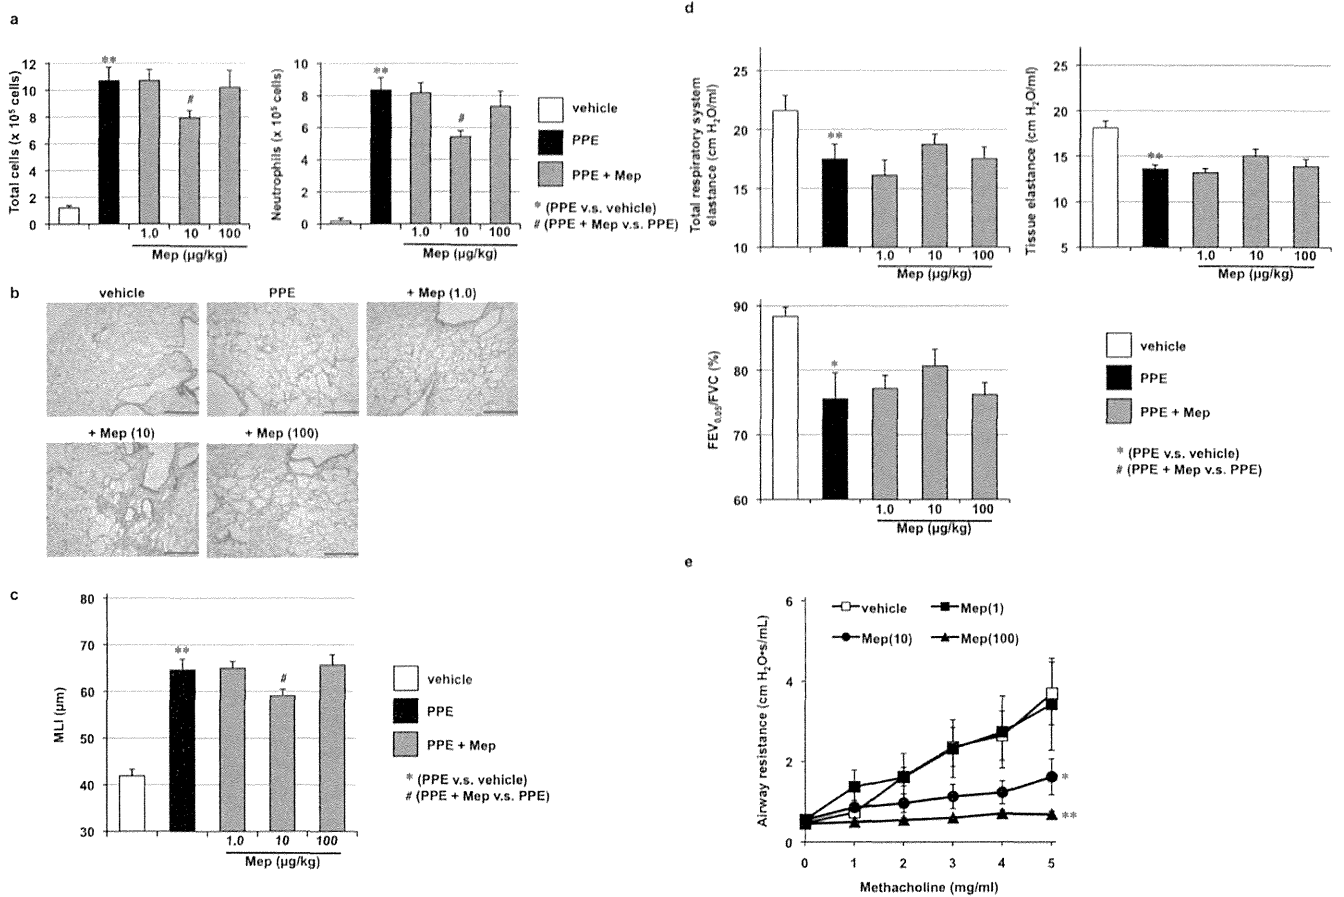 a
Total cells (x 10⁵ cells)
12
10
8
6
4
2
0
**
#
1.0 10 100
Mep (µg/kg)
Neutrophils (x 10⁵ cells)
10
8
6
4
2
0
**
#
1.0 10 100
Mep (µg/kg)
vehicle
PPE
PPE + Mep
* (PPE v.s. vehicle)
# (PPE + Mep v.s. PPE)
b
vehicle PPE + Mep (1.0)
+ Mep (10) + Mep (100)
c
MLI (µm)
80
70
60
50
40
30
**
#
1.0 10 100
Mep (µg/kg)
vehicle
PPE
PPE + Mep
* (PPE v.s. vehicle)
# (PPE + Mep v.s. PPE)
d
Total respiratory system
elastance (cm H₂O/ml)
25
20
15
10
**
1.0 10 100
Mep (µg/kg)
Tissue elastance (cm H₂O/ml)
25
20
15
10
5
**
1.0 10 100
Mep (µg/kg)
FEV₀.₀₅/FVC (%)
90
80
70
60
*
1.0 10 100
Mep (µg/kg)
vehicle
PPE
PPE + Mep
* (PPE v.s. vehicle)
# (PPE + Mep v.s. PPE)
e
Airway resistance (cm H₂O•s/mL)
6
4
2
0
vehicle Mep(1)
Mep(10) Mep(100)
*
**
0 1 2 3 4 5
Methacholine (mg/ml)